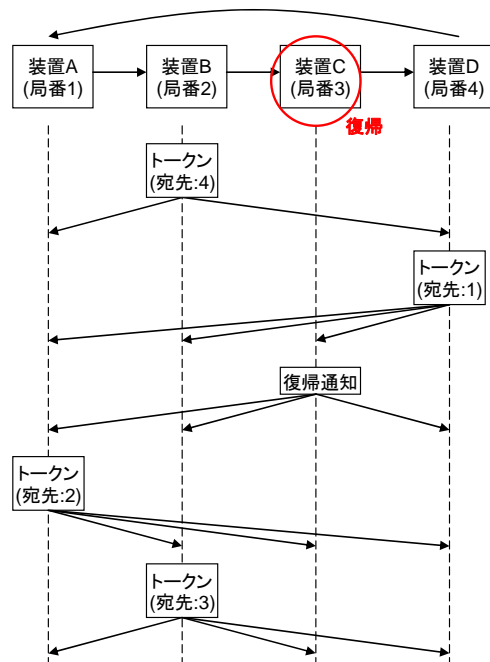 装置A
(局番1)
装置B
(局番2)
装置C
(局番3)
装置D
(局番4)
復帰
トークン
(宛先:4)
トークン
(宛先:1)
復帰通知
トークン
(宛先:2)
トークン
(宛先:3)